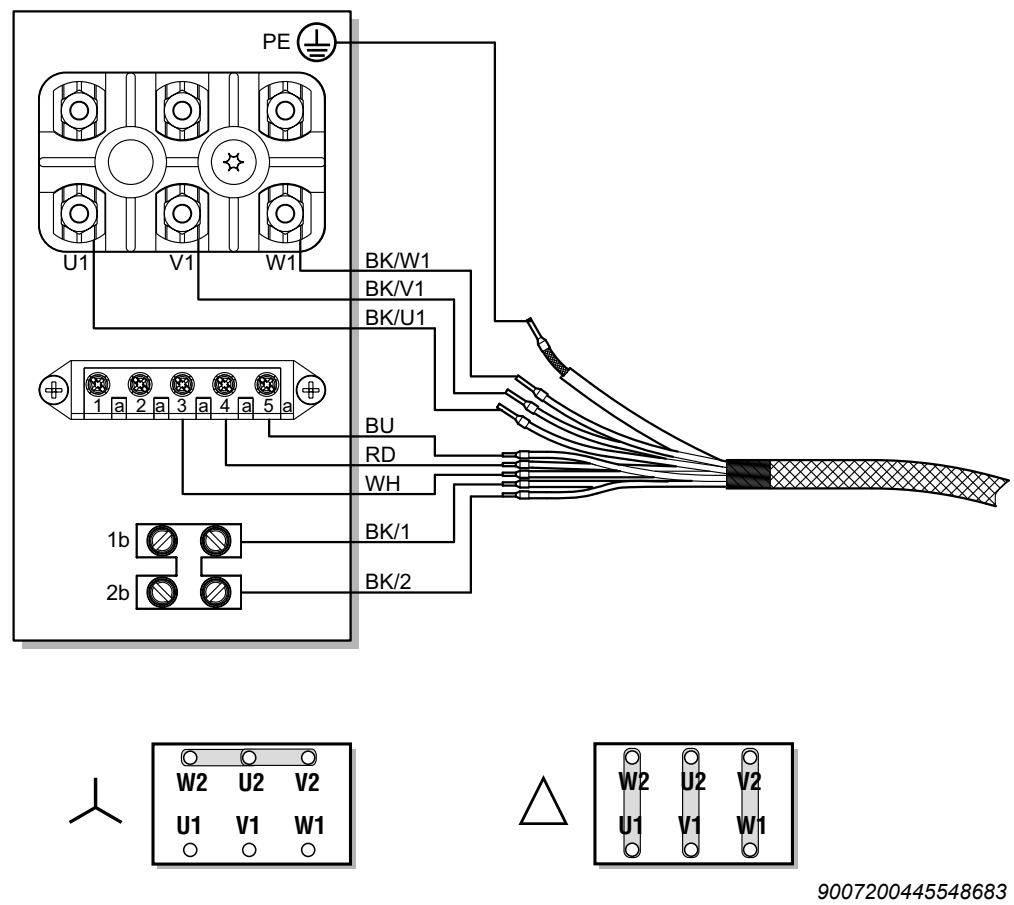 PE
U1 V1 W1
BK/W1
BK/V1
BK/U1
1 a 2 a 3 a 4 a 5 a
BU
RD
WH
1b
BK/1
2b
BK/2
W2 U2 V2
U1 V1 W1
W2 U2 V2
U1 V1 W1
9007200445548683